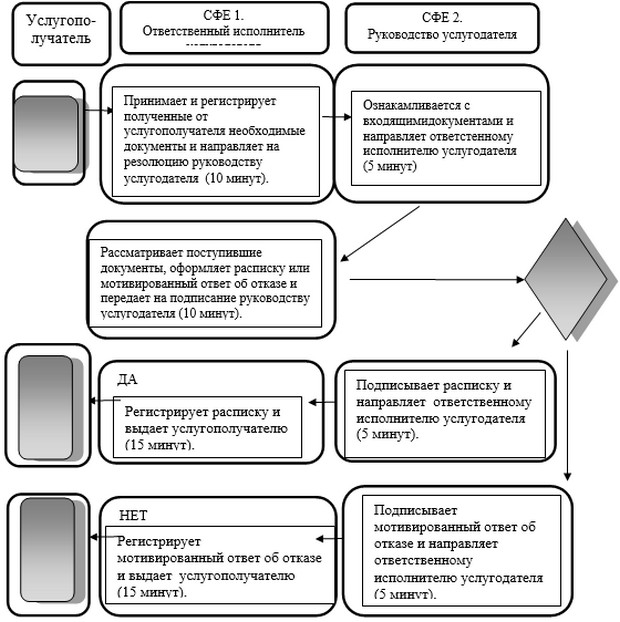 Услугопо-
лучатель
СФЕ 1.
Ответственный исполнитель
СФЕ 2.
Руководство услугодателя
Принимает и регистрирует
полученные от
услугополучателя необходимые
документы и направляет на
резолюцию руководству
услугодателя (10 минут).
Ознакамливается с
входящимидокументами и
направляет ответственному
исполнителю услугодателя
(5 минут)
Рассматривает поступившие
документы, оформляет расписку или
мотивированный ответ об отказе и
передает на подписание руководству
услугодателя (10 минут).
ДА
Регистрирует расписку и
выдает услугополучателю
(15 минут).
Подписывает расписку и
направляет ответственному
исполнителю услугодателя
(5 минут).
НЕТ
Регистрирует
мотивированный ответ об отказе
и выдает услугополучателю
(15 минут).
Подписывает
мотивированный ответ об
отказе и направляет
ответственному
исполнителю услугодателя
(5 минут).